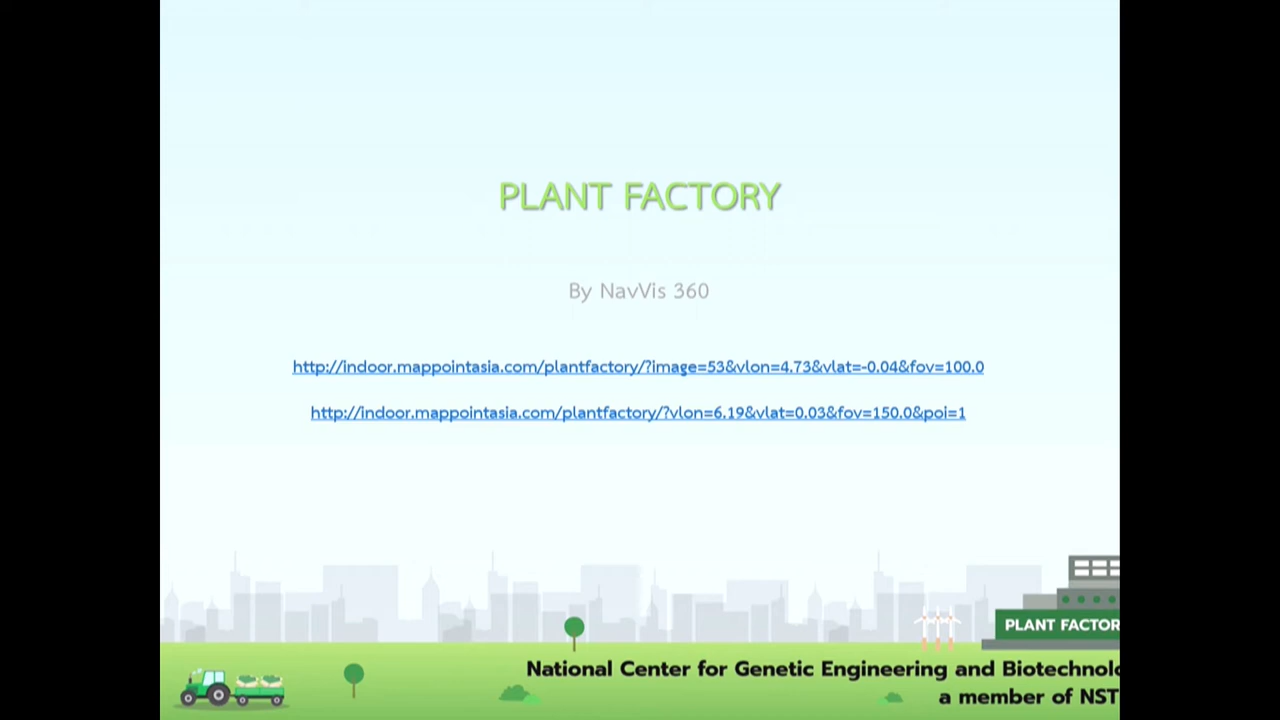 PLANT FACTORY
By NavVis 360
http://indoor.mappointasia.com/plantfactory/?image=53&vlon=4.73&vlat=-0.04&fov=100.0
http://indoor.mappointasia.com/plantfactory/?vlon=6.19&vlat=0.03&fov=150.0&poi=1
PLANT FACTOR
National Center for Genetic Engineering and Biotechnolo
a member of NST